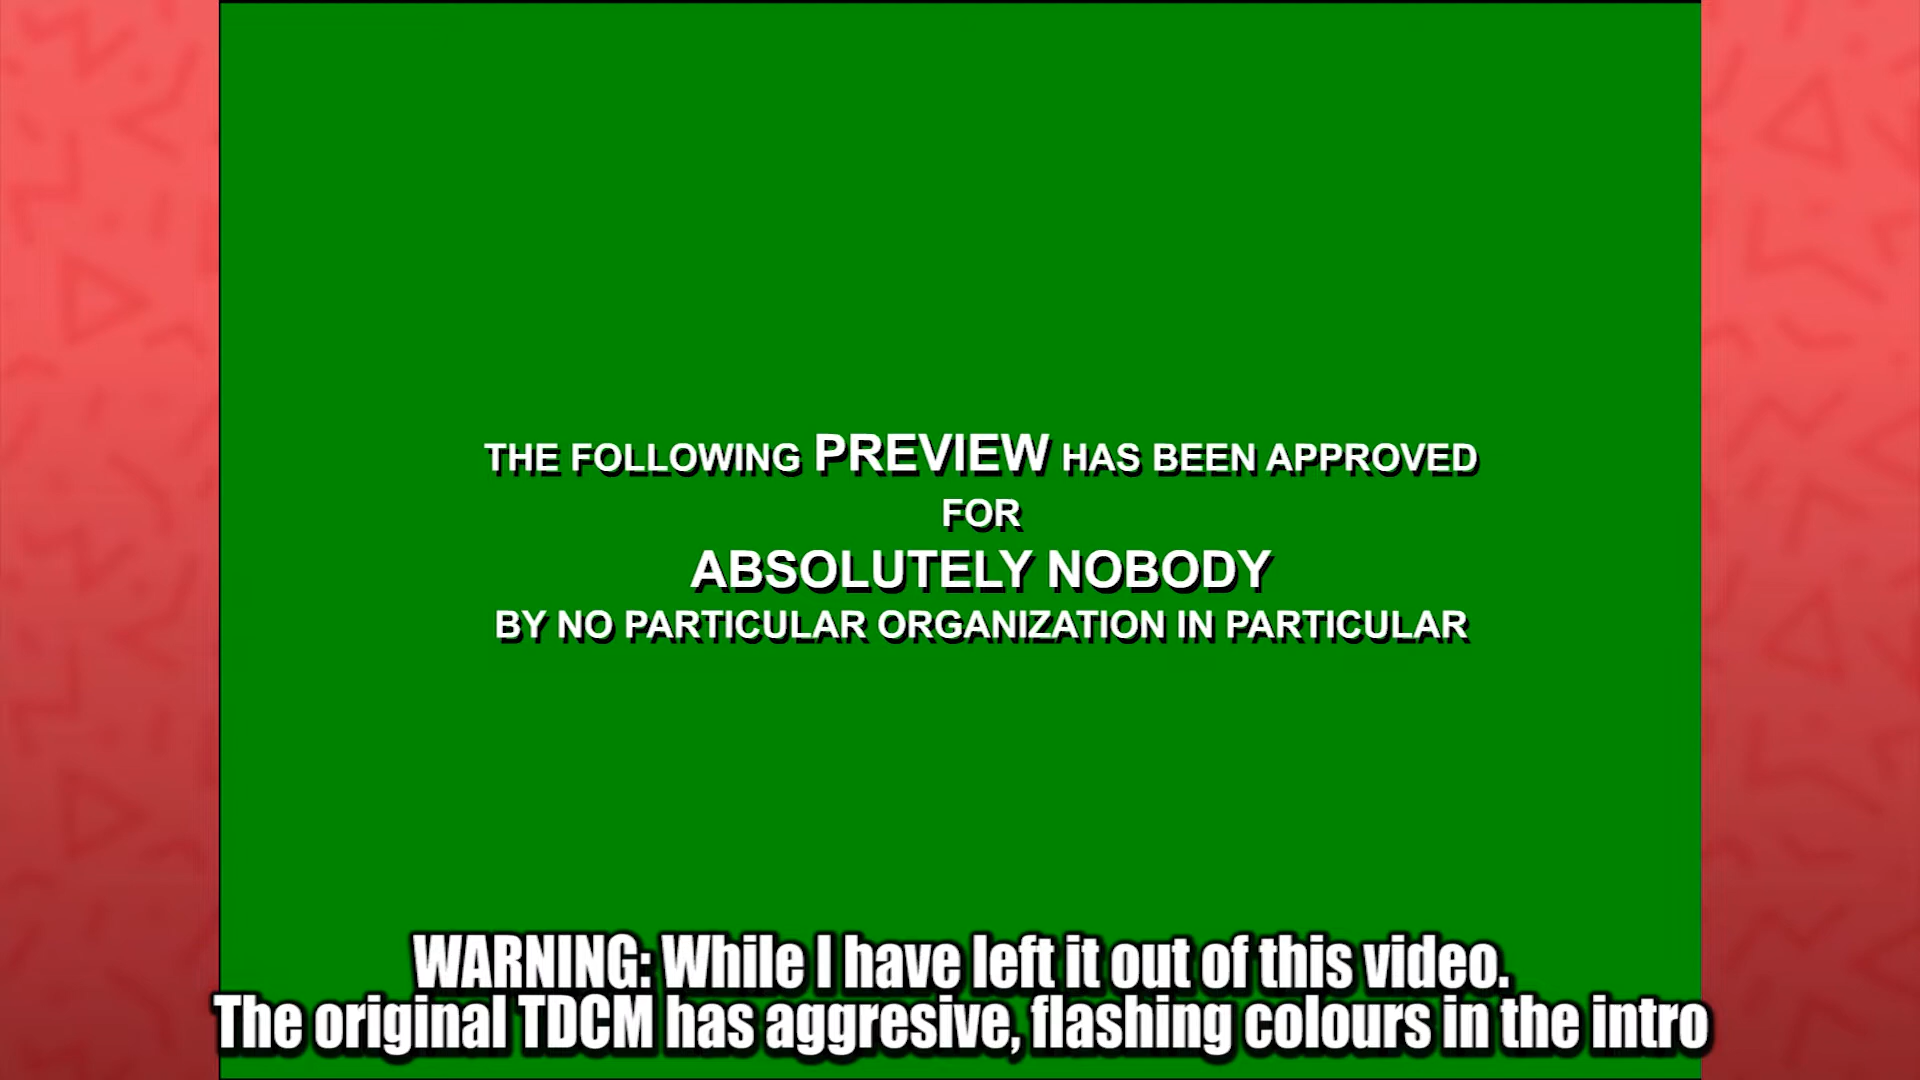 THE FOLLOWING PREVIEW HAS BEEN APPROVED
FOR
ABSOLUTELY NOBODY
BY NO PARTICULAR ORGANIZATION IN PARTICULAR
WARNING: While I have left it out of this video.
The original TDCM has aggresive, flashing colours in the intro